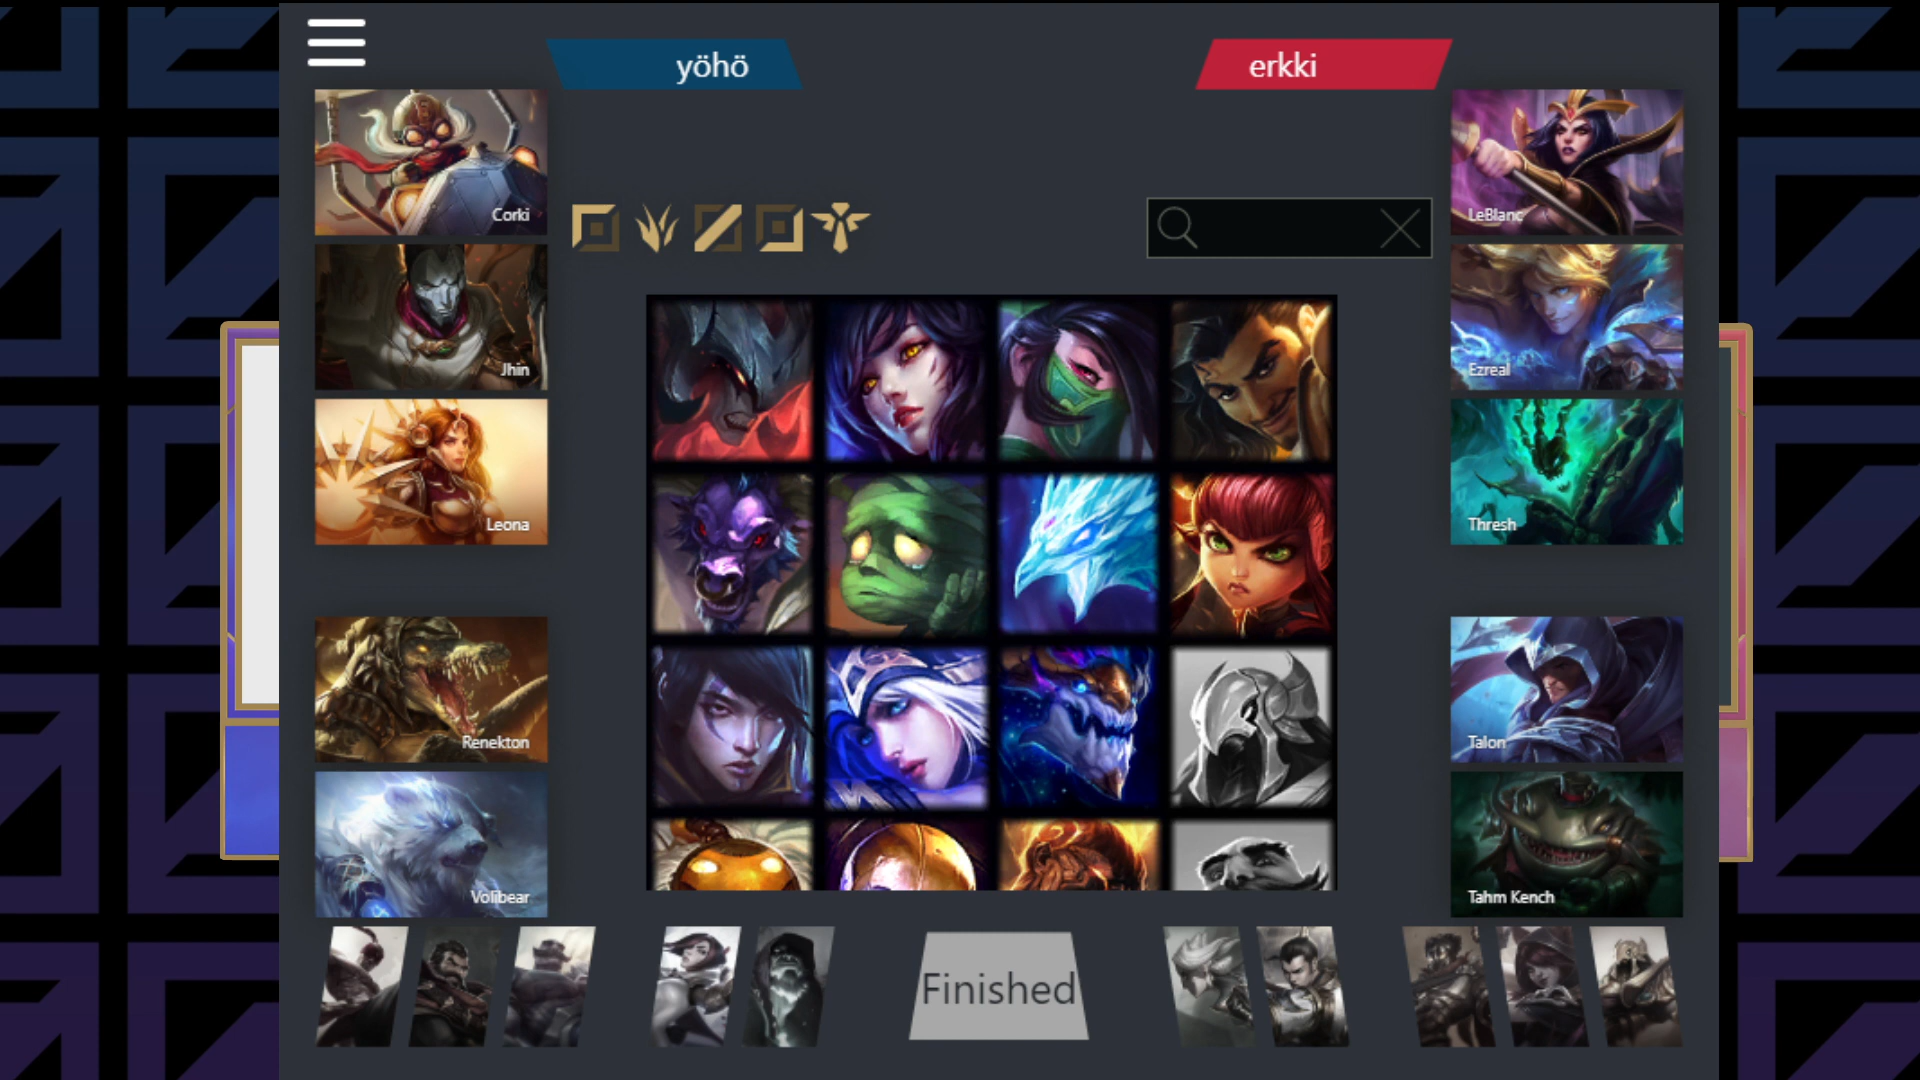 yöhö
erkki
Corki
Jhin
Leona
Renekton
Volibear
LeBlanc
Ezreal
Thresh
Talon
Tahm Kench
Finished